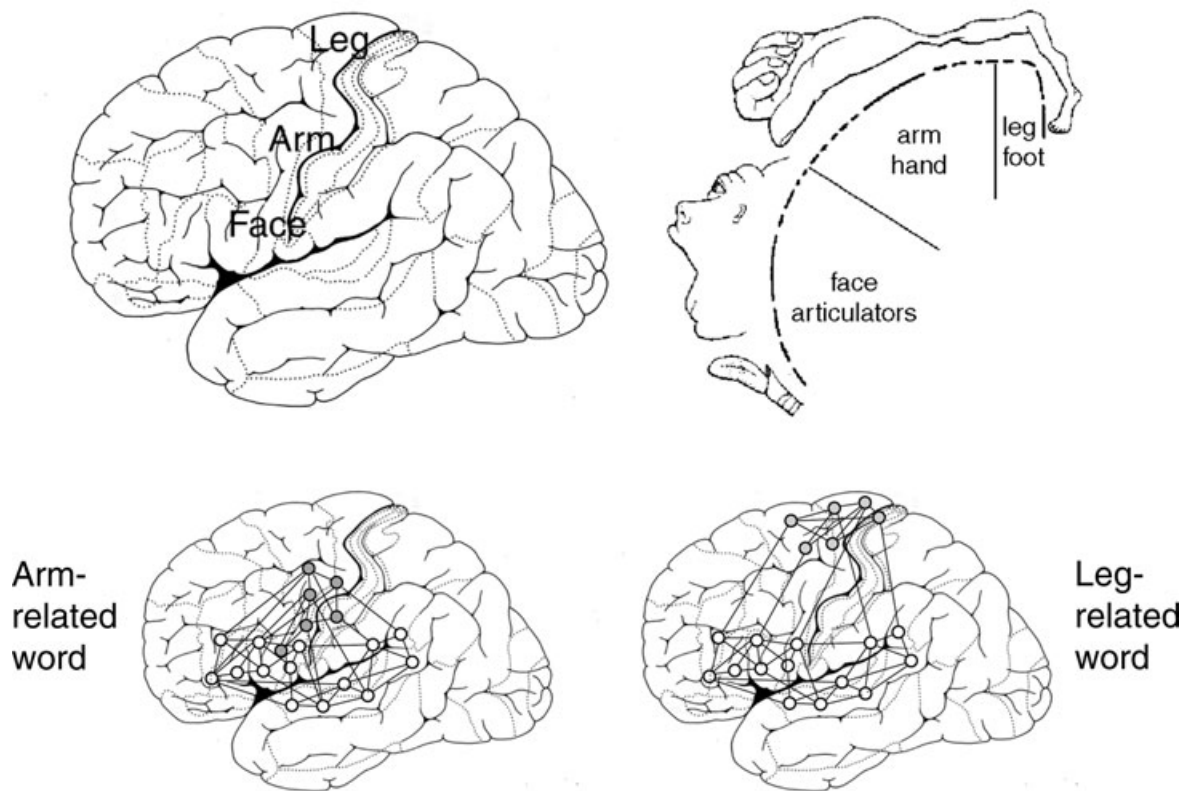 Leg
Arm
Face
arm
hand
leg
foot
face
articulators
Arm-
related
word
Leg-
related
word